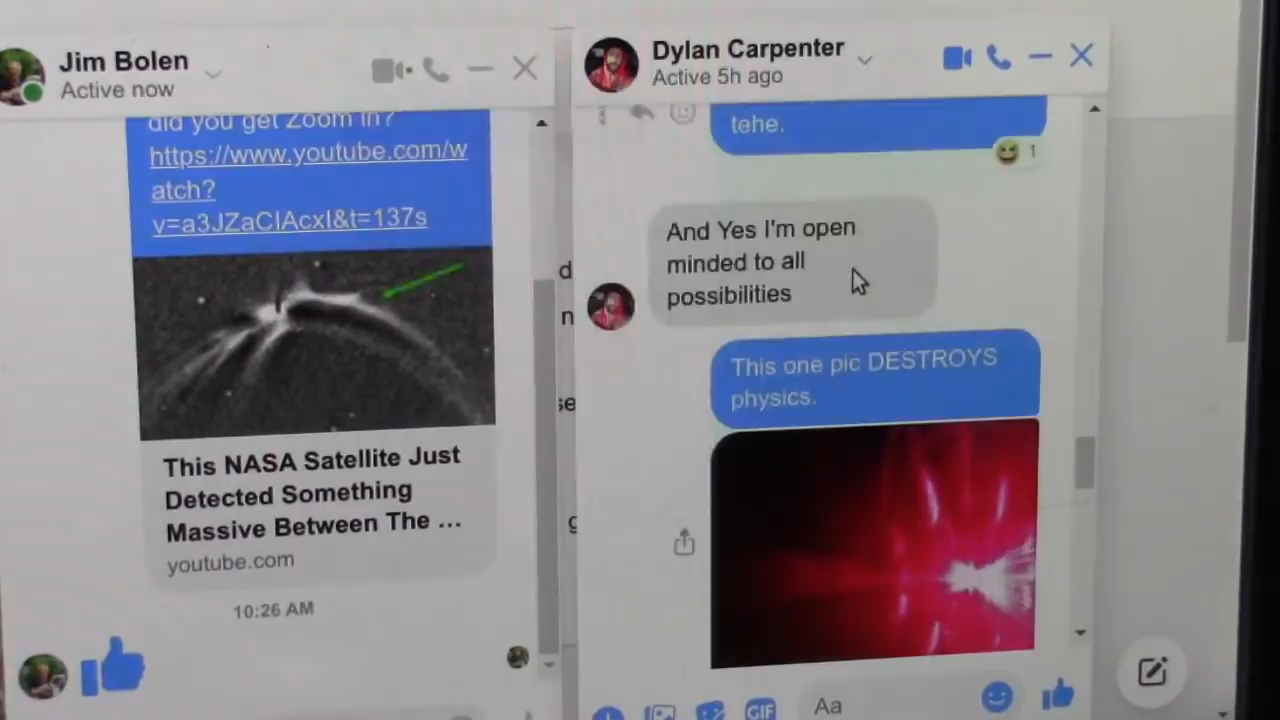 Jim Bolen
Active now
did you get Zoom in?
https://www.youtube.com/w
atch?
v=a3JZaClAcxI&t=137s
This NASA Satellite Just
Detected Something
Massive Between The ...
youtube.com
10:26 AM
d
n
se
g
Dylan Carpenter
Active 5h ago
tehe.
1
And Yes I'm open
minded to all
possibilities
This one pic DESTROYS
physics.
GIF
Aa